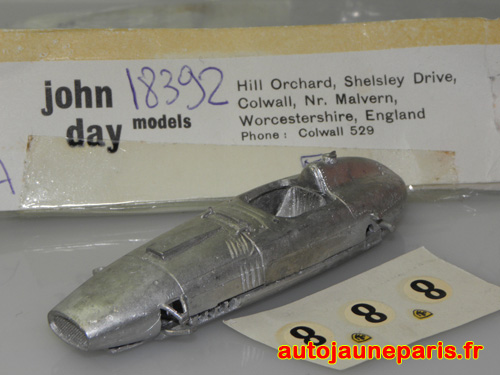 john
day models
18392
Hill Orchard, Shelsley Drive,
Colwall, Nr. Malvern,
Worcestershire, England
Phone : Colwall 529
A
8
8
8
autojauneparis.fr